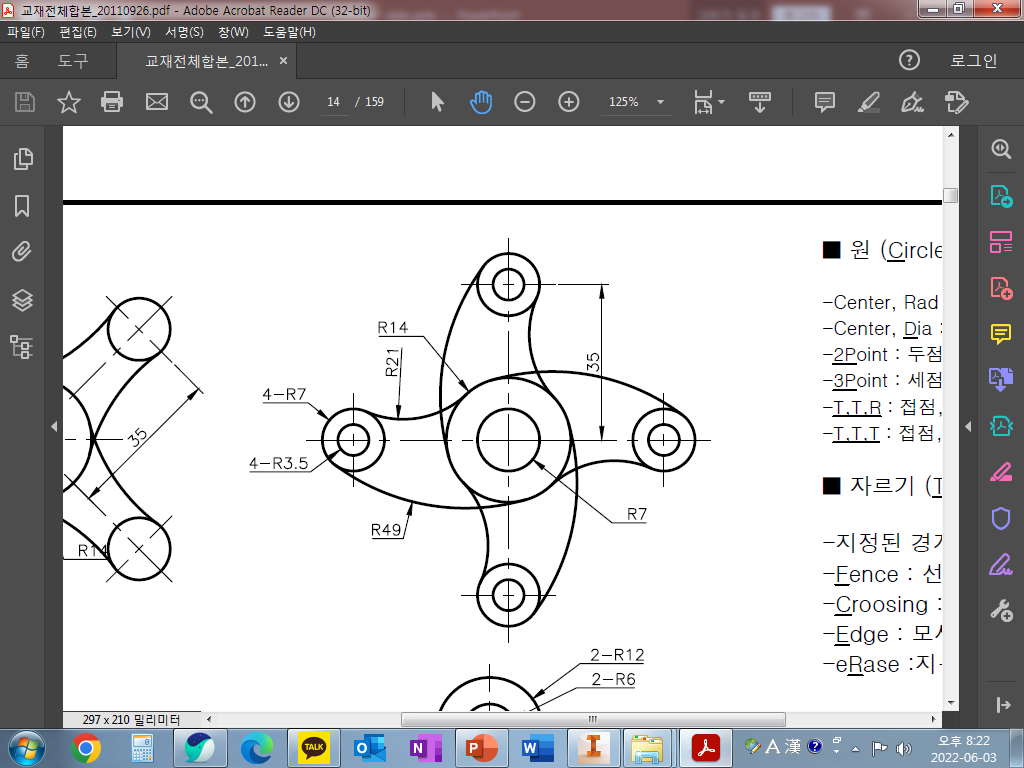 교재전체합본_20110926.pdf - Adobe Acrobat Reader DC (32-bit)
파일(F) 편집(E) 보기(V) 서명(S) 창(W) 도움말(H)
홈 도구 교재전체합본_201... × 로그인
14 / 159 125%
■ 원 (Circle
-Center, Rad
-Center, Dia :
-2Point : 두점
-3Point : 세점
-T,T,R : 접점,
-T,T,T : 접점,
■ 자르기 (T
-지정된 경기
-Fence : 선
-Croosing :
-Edge : 모서
-eRase :지
R14
R21
35
4-R7
4-R3.5
R49
R7
35
R14
2-R12
2-R6
297 x 210 밀리미터
TALK
A 漢
오후 8:22
2022-06-03